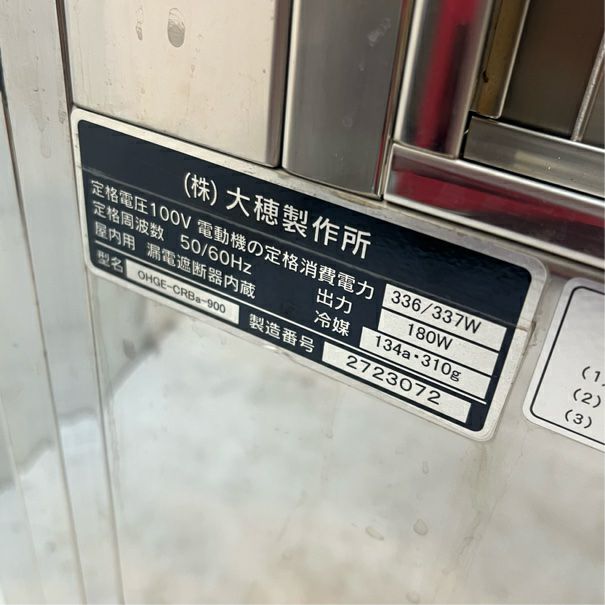 (株) 大穂製作所
定格電圧100V 電動機の定格消費電力 336/337W
定格周波数 50/60Hz 出力 180W
屋内用 漏電遮断器内蔵 冷媒 134a・310g
型名 OHGE-CRBa-900 製造番号 2723072
(1
(2)
(3)